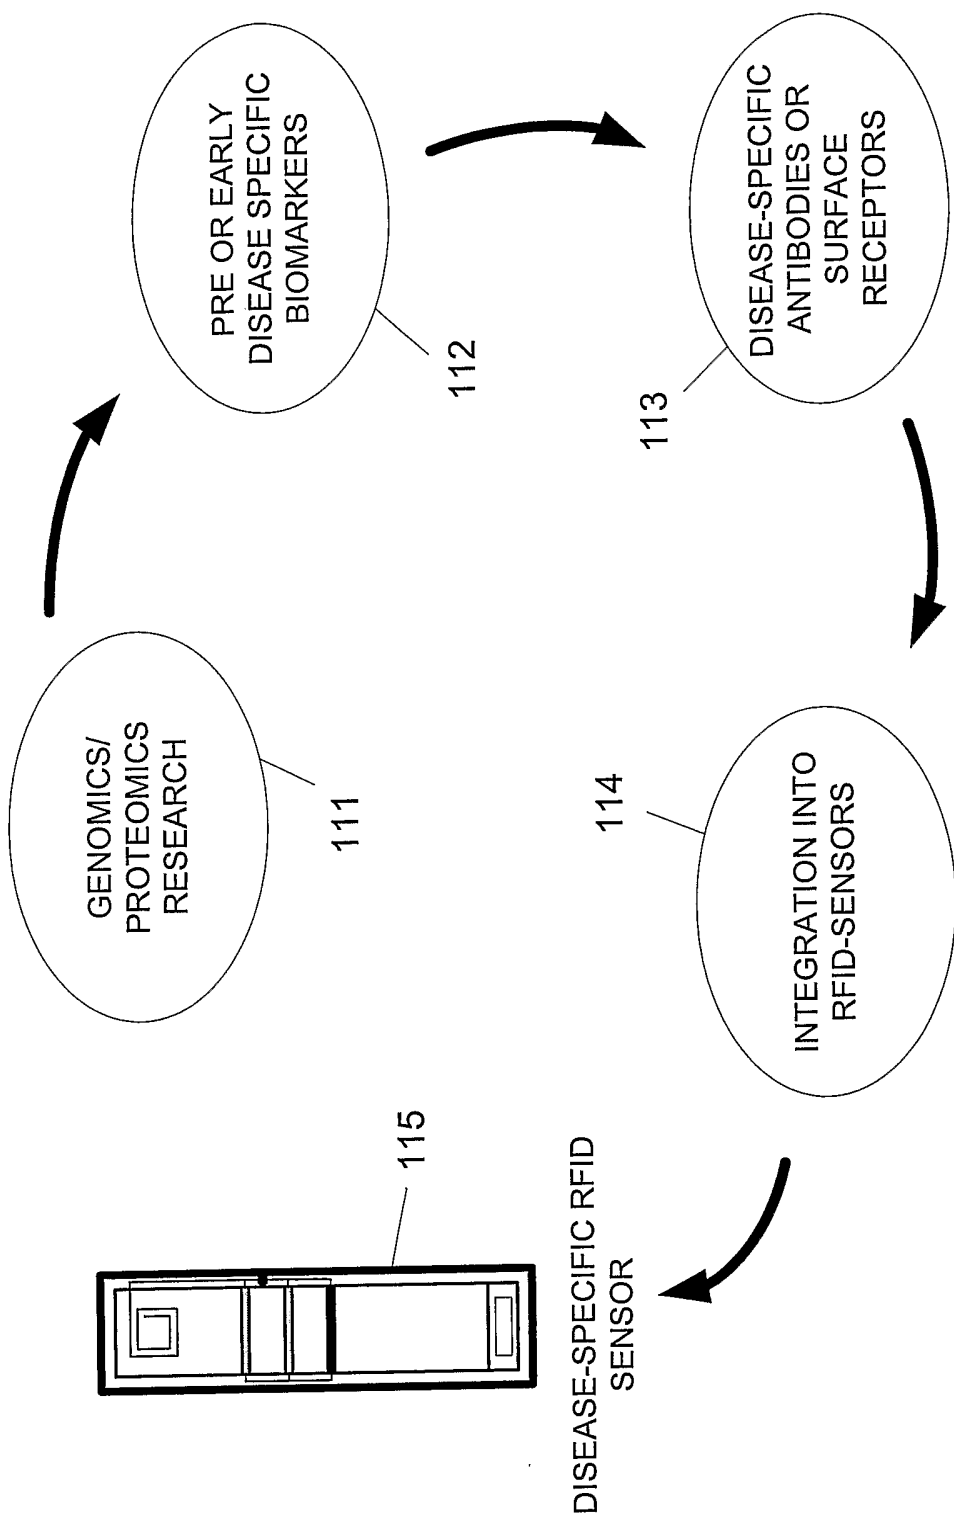 GENOMICS/
PROTEOMICS
RESEARCH
111
PRE OR EARLY
DISEASE SPECIFIC
BIOMARKERS
112
DISEASE-SPECIFIC
ANTIBODIES OR
SURFACE
RECEPTORS
113
INTEGRATION INTO
RFID-SENSORS
114
115
DISEASE-SPECIFIC RFID
SENSOR